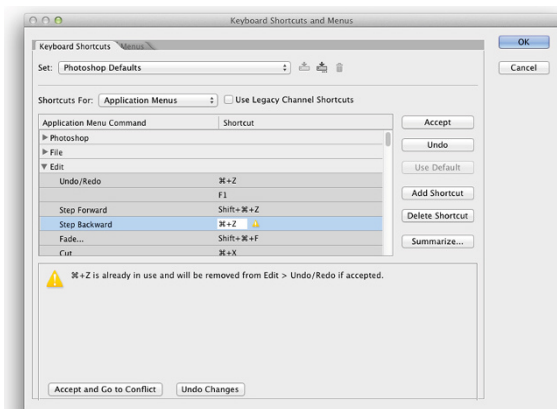 Keyboard Shortcuts and Menus
Keyboard Shortcuts Menus
OK
Set: Photoshop Defaults
Cancel
Shortcuts For: Application Menus Use Legacy Channel Shortcuts
Application Menu Command Shortcut
Accept
Photoshop
File
Undo
Edit
Use Default
Undo/Redo ⌘+Z
F1
Add Shortcut
Step Forward Shift+⌘+Z
Delete Shortcut
Step Backward ⌘+Z
Fade... Shift+⌘+F
Summarize...
Cut ⌘+X
⌘+Z is already in use and will be removed from Edit > Undo/Redo if accepted.
Accept and Go to Conflict Undo Changes